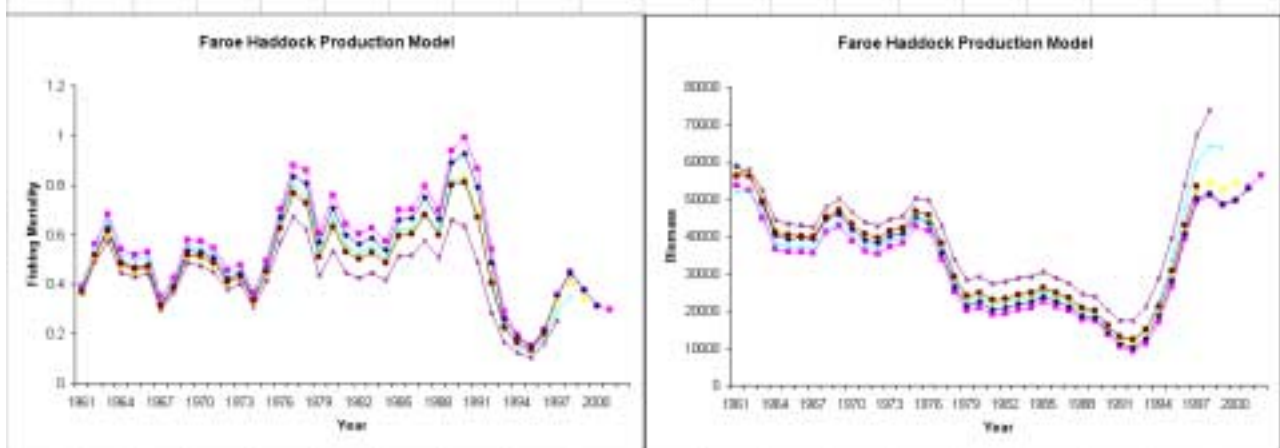 Faroe Haddock Production Model
Fishing Mortality
1.2
1
0.8
0.6
0.4
0.2
0
1961 1964 1967 1970 1973 1976 1979 1982 1985 1988 1991 1994 1997 2000
Year
Faroe Haddock Production Model
Biomass
80000
70000
60000
50000
40000
30000
20000
10000
0
1961 1964 1967 1970 1973 1976 1979 1982 1985 1988 1991 1994 1997 2000
Year